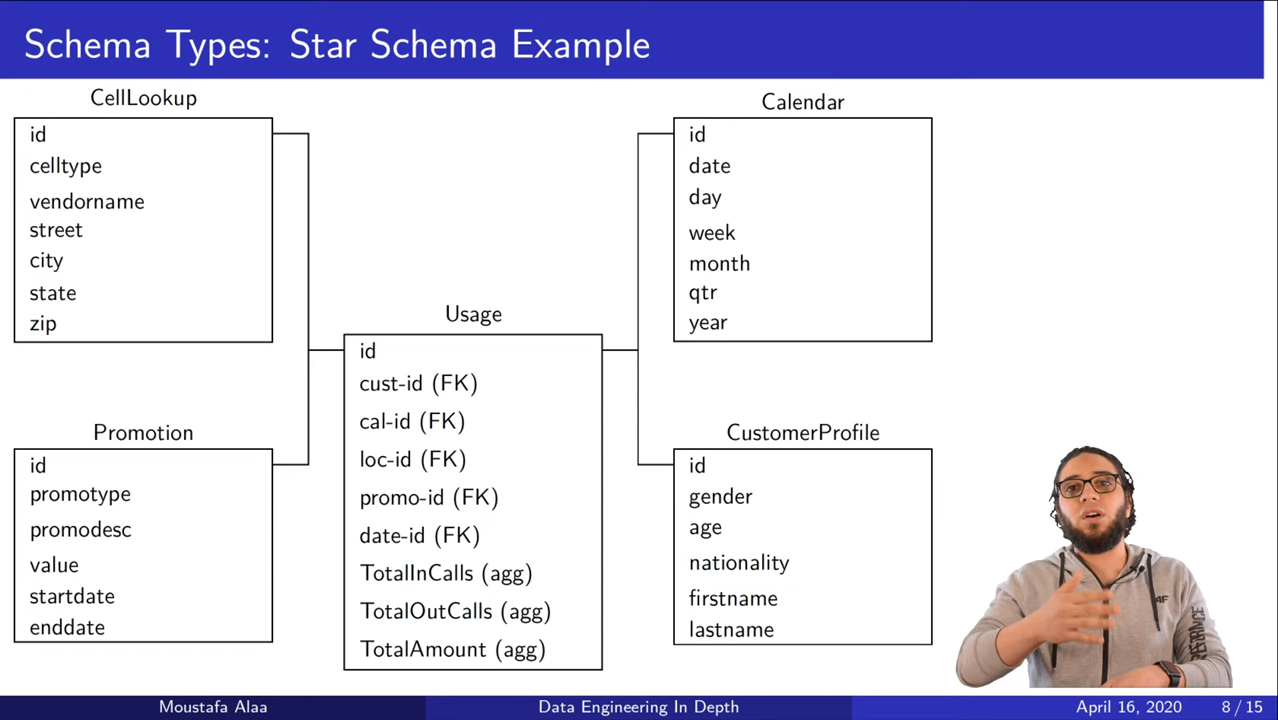 Schema Types: Star Schema Example
CellLookup
id
celltype
vendorname
street
city
state
zip
Promotion
id
promotype
promodesc
value
startdate
enddate
Usage
id
cust-id (FK)
cal-id (FK)
loc-id (FK)
promo-id (FK)
date-id (FK)
TotalInCalls (agg)
TotalOutCalls (agg)
TotalAmount (agg)
Calendar
id
date
day
week
month
qtr
year
CustomerProfile
id
gender
age
nationality
firstname
lastname
Moustafa Alaa
Data Engineering In Depth
April 16, 2020
8 / 15